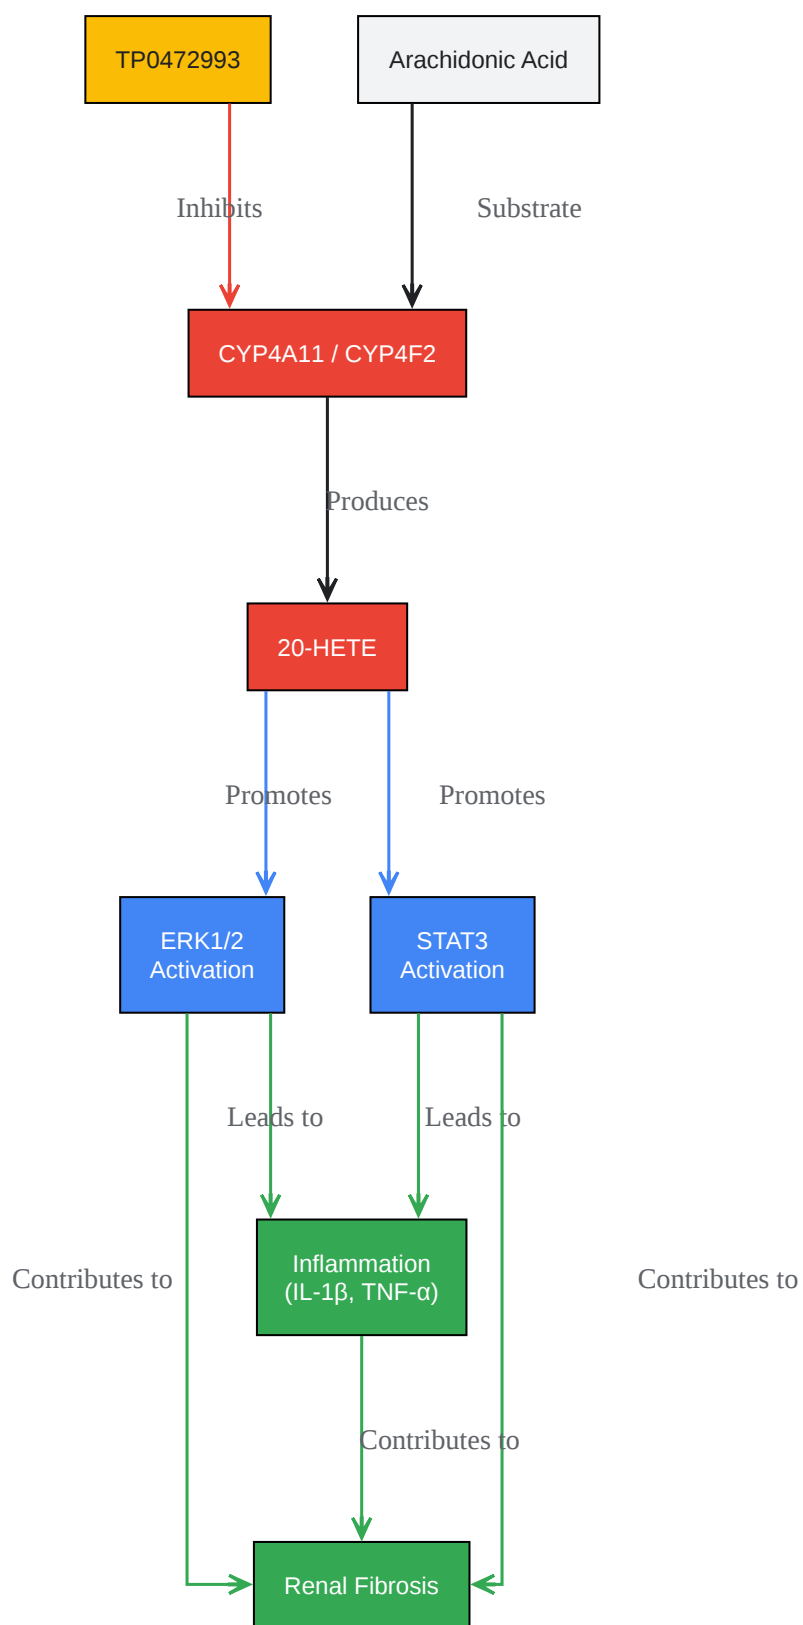 TP0472993
Arachidonic Acid
Inhibits
Substrate
CYP4A11 / CYP4F2
Produces
20-HETE
Promotes
Promotes
ERK1/2
Activation
STAT3
Activation
Leads to
Leads to
Inflammation
(IL-1β, TNF-α)
Contributes to
Contributes to
Contributes to
Renal Fibrosis